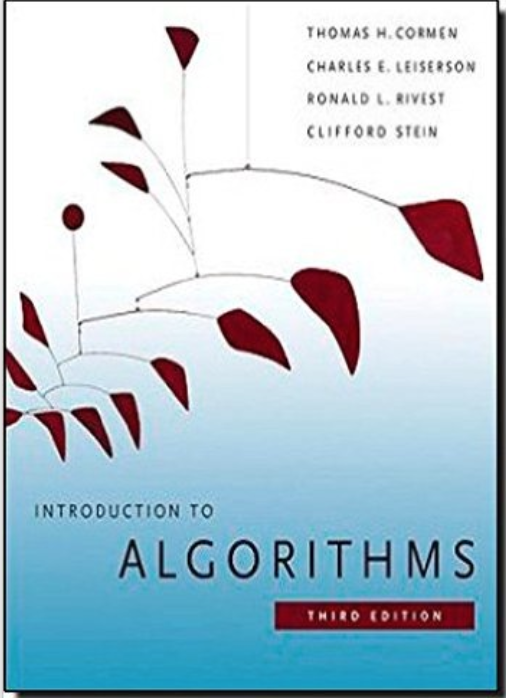 THOMAS H. CORMEN
CHARLES E. LEISERSON
RONALD L. RIVEST
CLIFFORD STEIN
INTRODUCTION TO
ALGORITHMS
THIRD EDITION